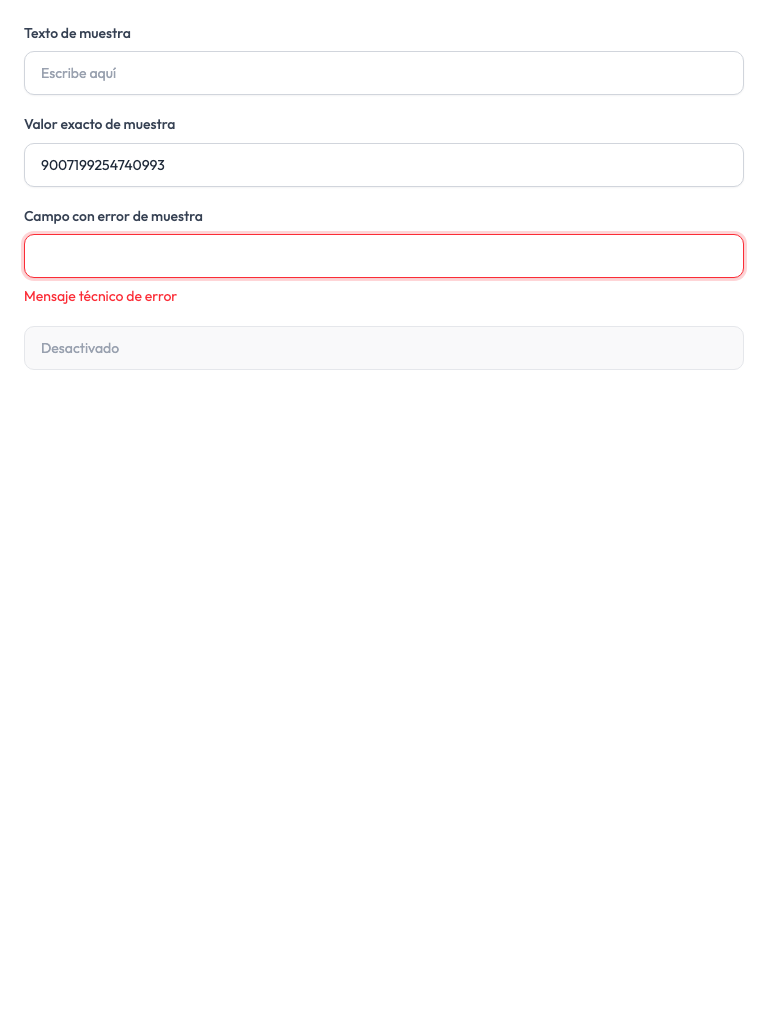 Texto de muestra
Escribe aquí
Valor exacto de muestra
9007199254740993
Campo con error de muestra
Mensaje técnico de error
Desactivado